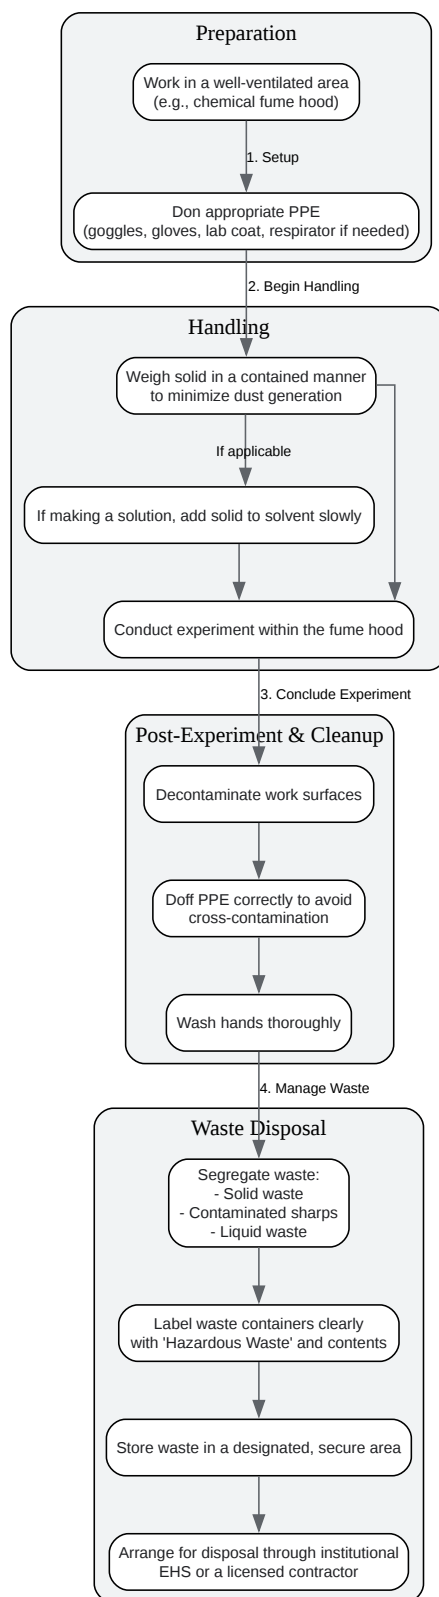 Preparation
Work in a well-ventilated area
(e.g., chemical fume hood)
1. Setup
Don appropriate PPE
(goggles, gloves, lab coat, respirator if needed)
2. Begin Handling
Handling
Weigh solid in a contained manner
to minimize dust generation
If applicable
If making a solution, add solid to solvent slowly
Conduct experiment within the fume hood
3. Conclude Experiment
Post-Experiment & Cleanup
Decontaminate work surfaces
Doff PPE correctly to avoid
cross-contamination
Wash hands thoroughly
4. Manage Waste
Waste Disposal
Segregate waste:
- Solid waste
- Contaminated sharps
- Liquid waste
Label waste containers clearly
with 'Hazardous Waste' and contents
Store waste in a designated, secure area
Arrange for disposal through institutional
EHS or a licensed contractor